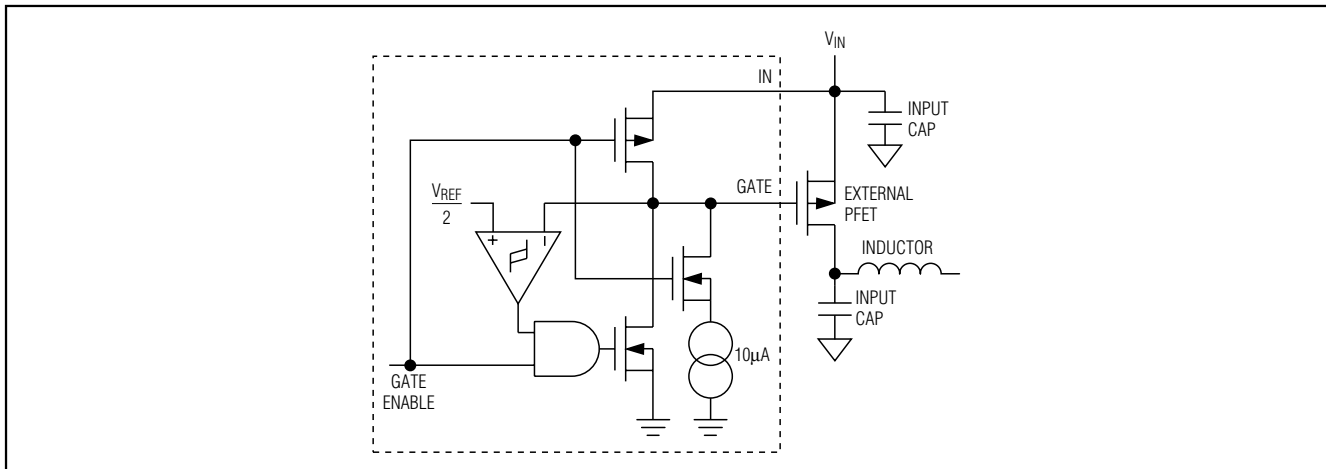 V_IN
IN
INPUT
CAP
GATE
EXTERNAL
PFET
V_REF
2
+
−
INDUCTOR
INPUT
CAP
10μA
GATE
ENABLE